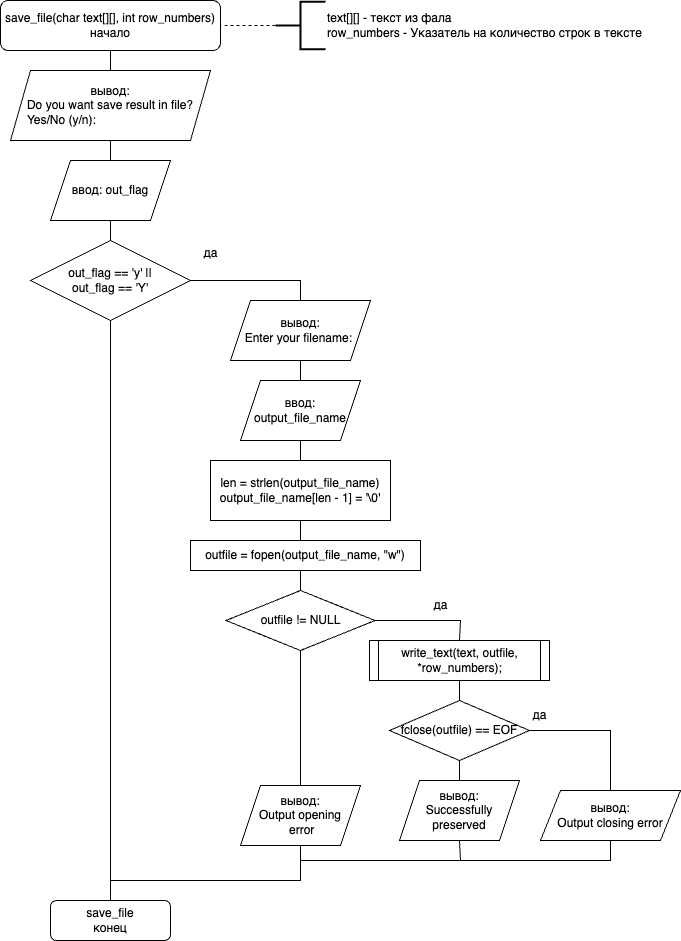 save_file(char text[][], int row_numbers)
начало
text[][] - текст из фала
row_numbers - Указатель на количество строк в тексте
вывод:
Do you want save result in file?
Yes/No (y/n):
ввод: out_flag
да
out_flag == 'y' ||
out_flag == 'Y'
вывод:
Enter your filename:
ввод:
output_file_name
len = strlen(output_file_name)
output_file_name[len - 1] = '\0'
outfile = fopen(output_file_name, "w")
outfile != NULL
да
write_text(text, outfile,
*row_numbers);
fclose(outfile) == EOF
да
вывод:
Output opening
error
вывод:
Successfully
preserved
вывод:
Output closing error
save_file
конец